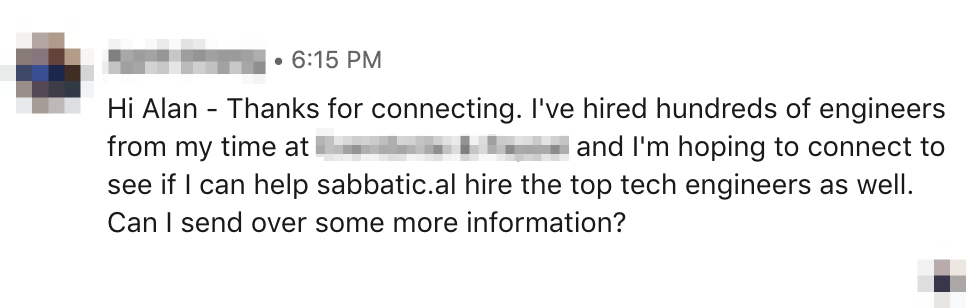 • 6:15 PM
Hi Alan - Thanks for connecting. I've hired hundreds of engineers
from my time at and I'm hoping to connect to
see if I can help sabbatic.al hire the top tech engineers as well.
Can I send over some more information?